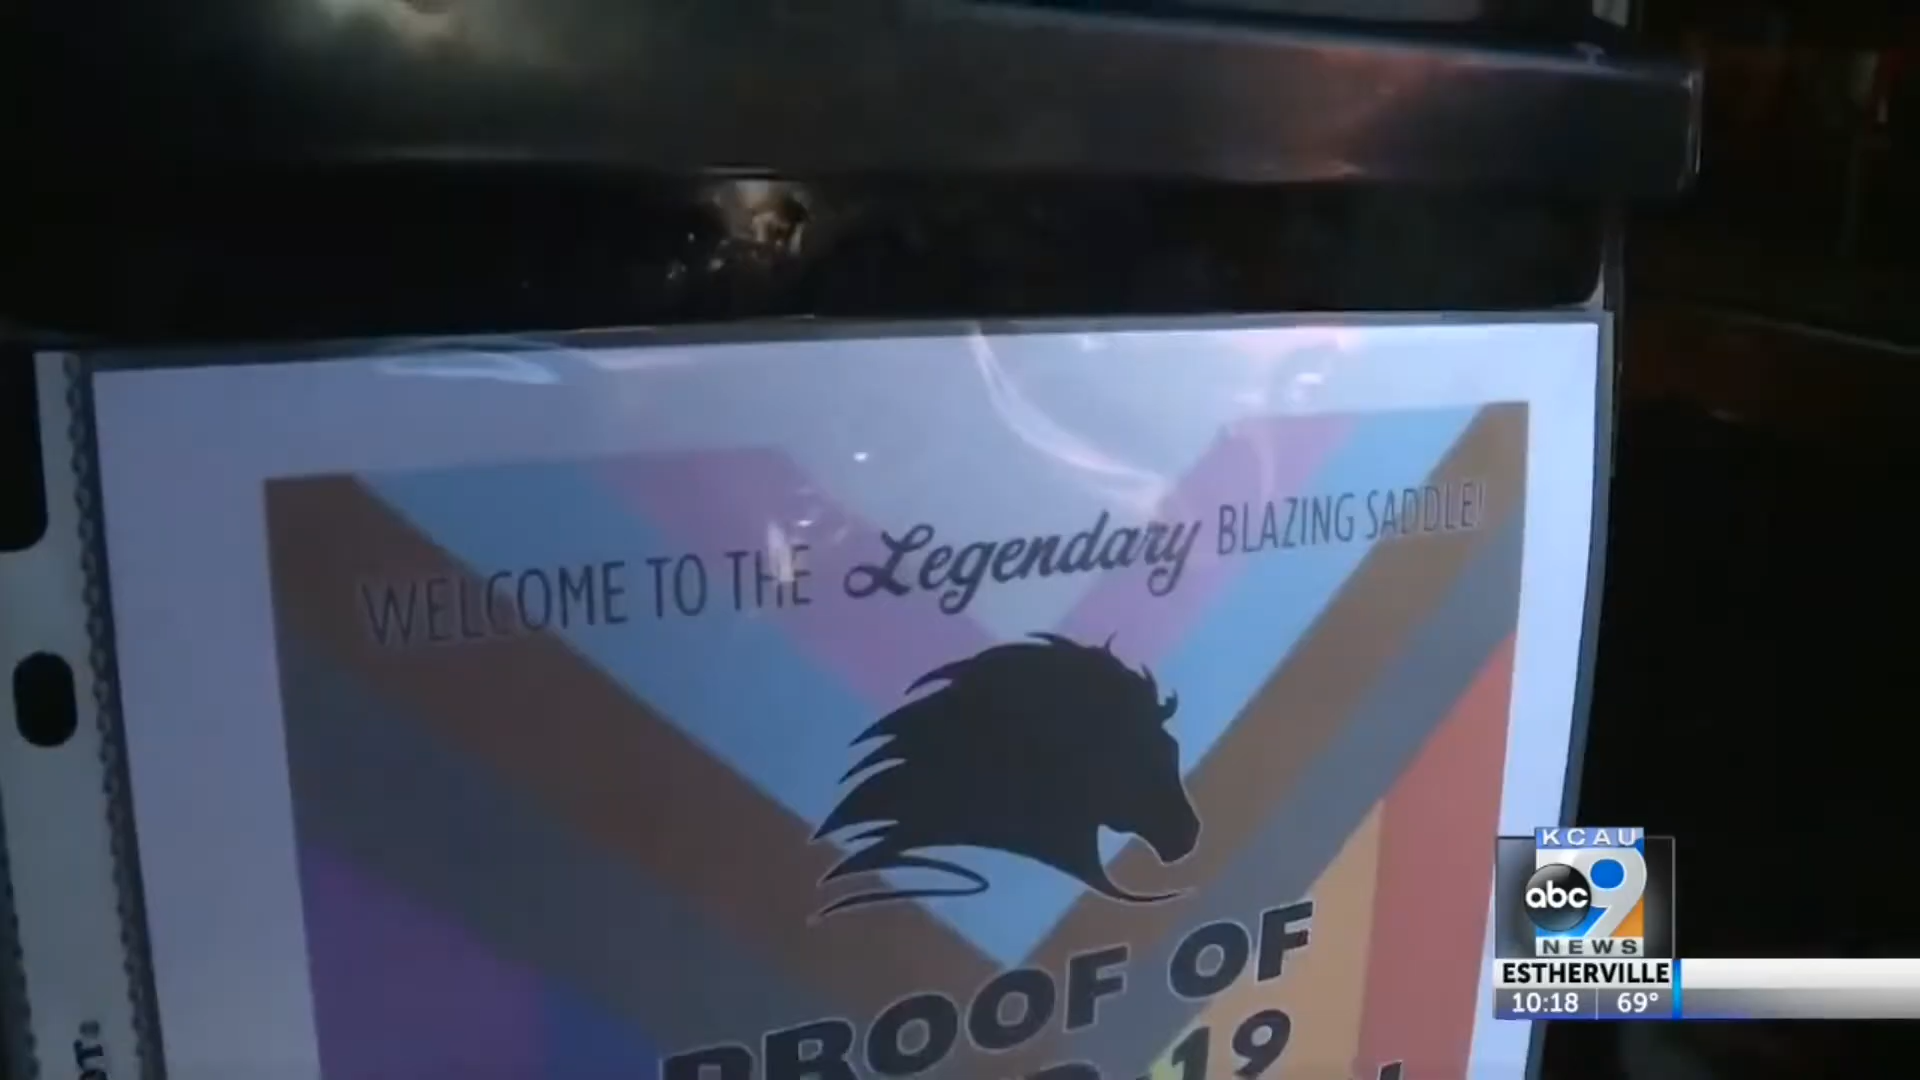 WELCOME TO THE Legendary BLAZING SADDLE!
PROOF OF
-19
KCAU
abc 9
NEWS
ESTHERVILLE
10:18 69°